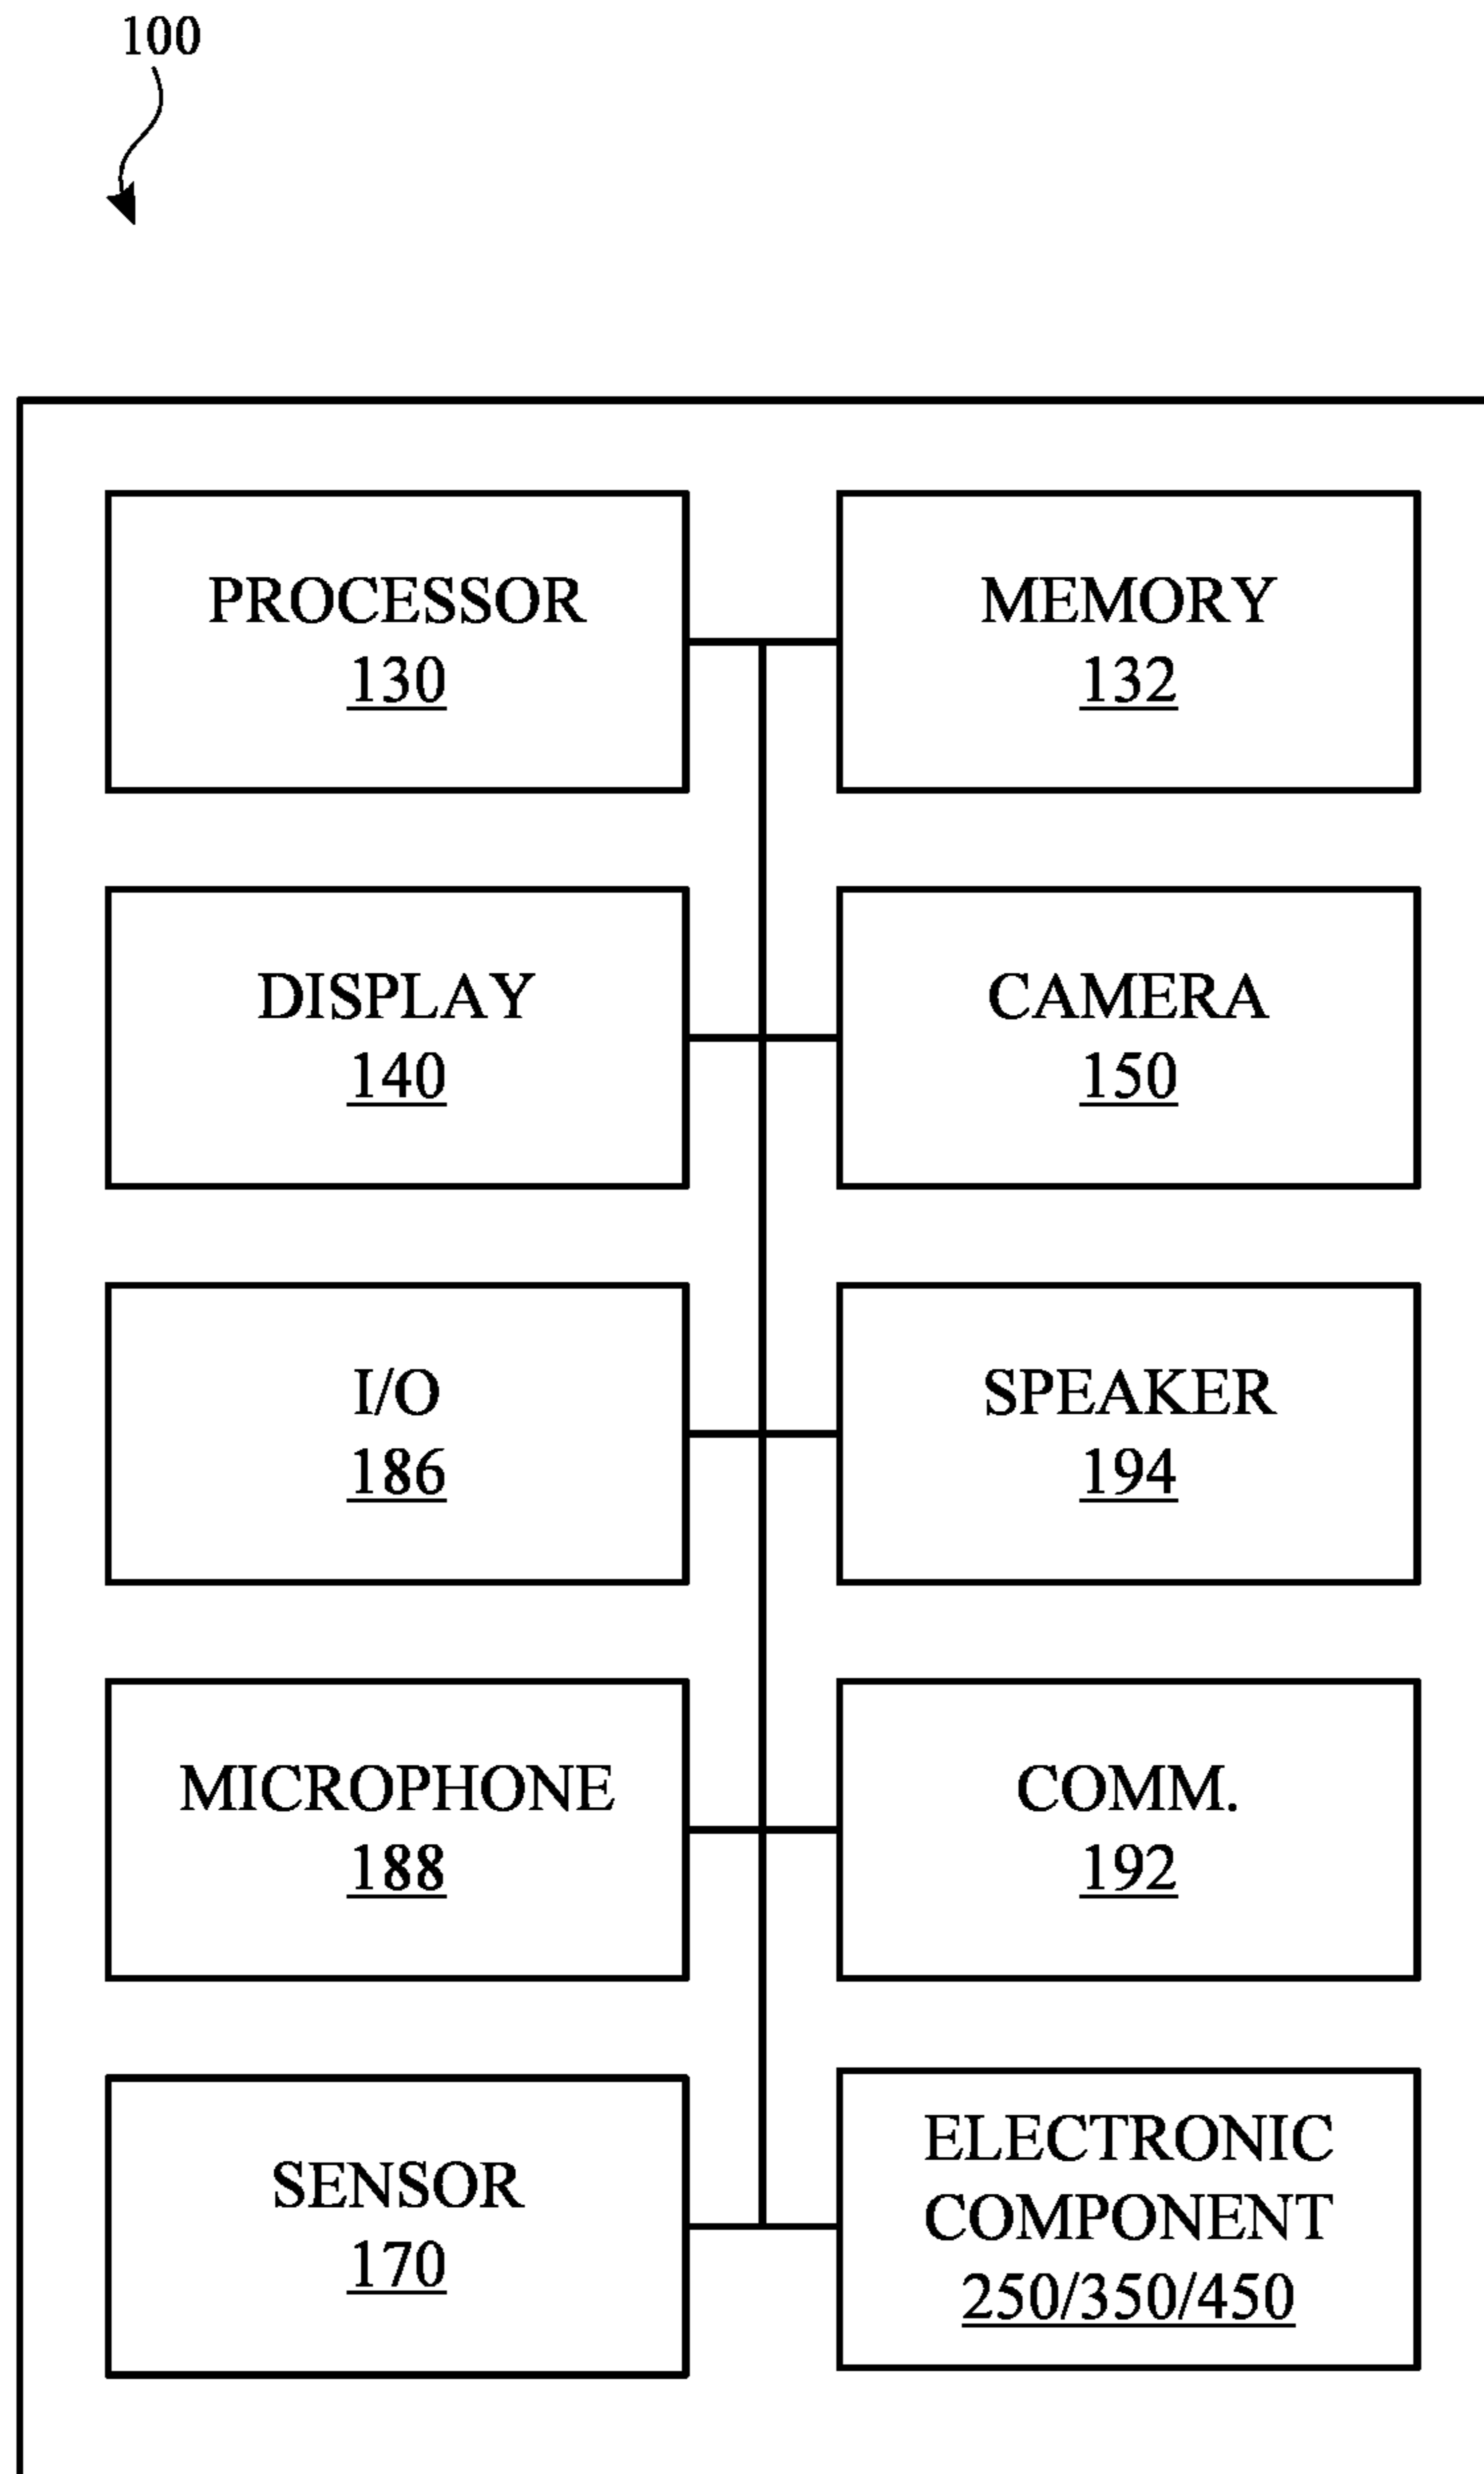 100
PROCESSOR
130
MEMORY
132
DISPLAY
140
CAMERA
150
I/O
186
SPEAKER
194
MICROPHONE
188
COMM.
192
SENSOR
170
ELECTRONIC
COMPONENT
250/350/450